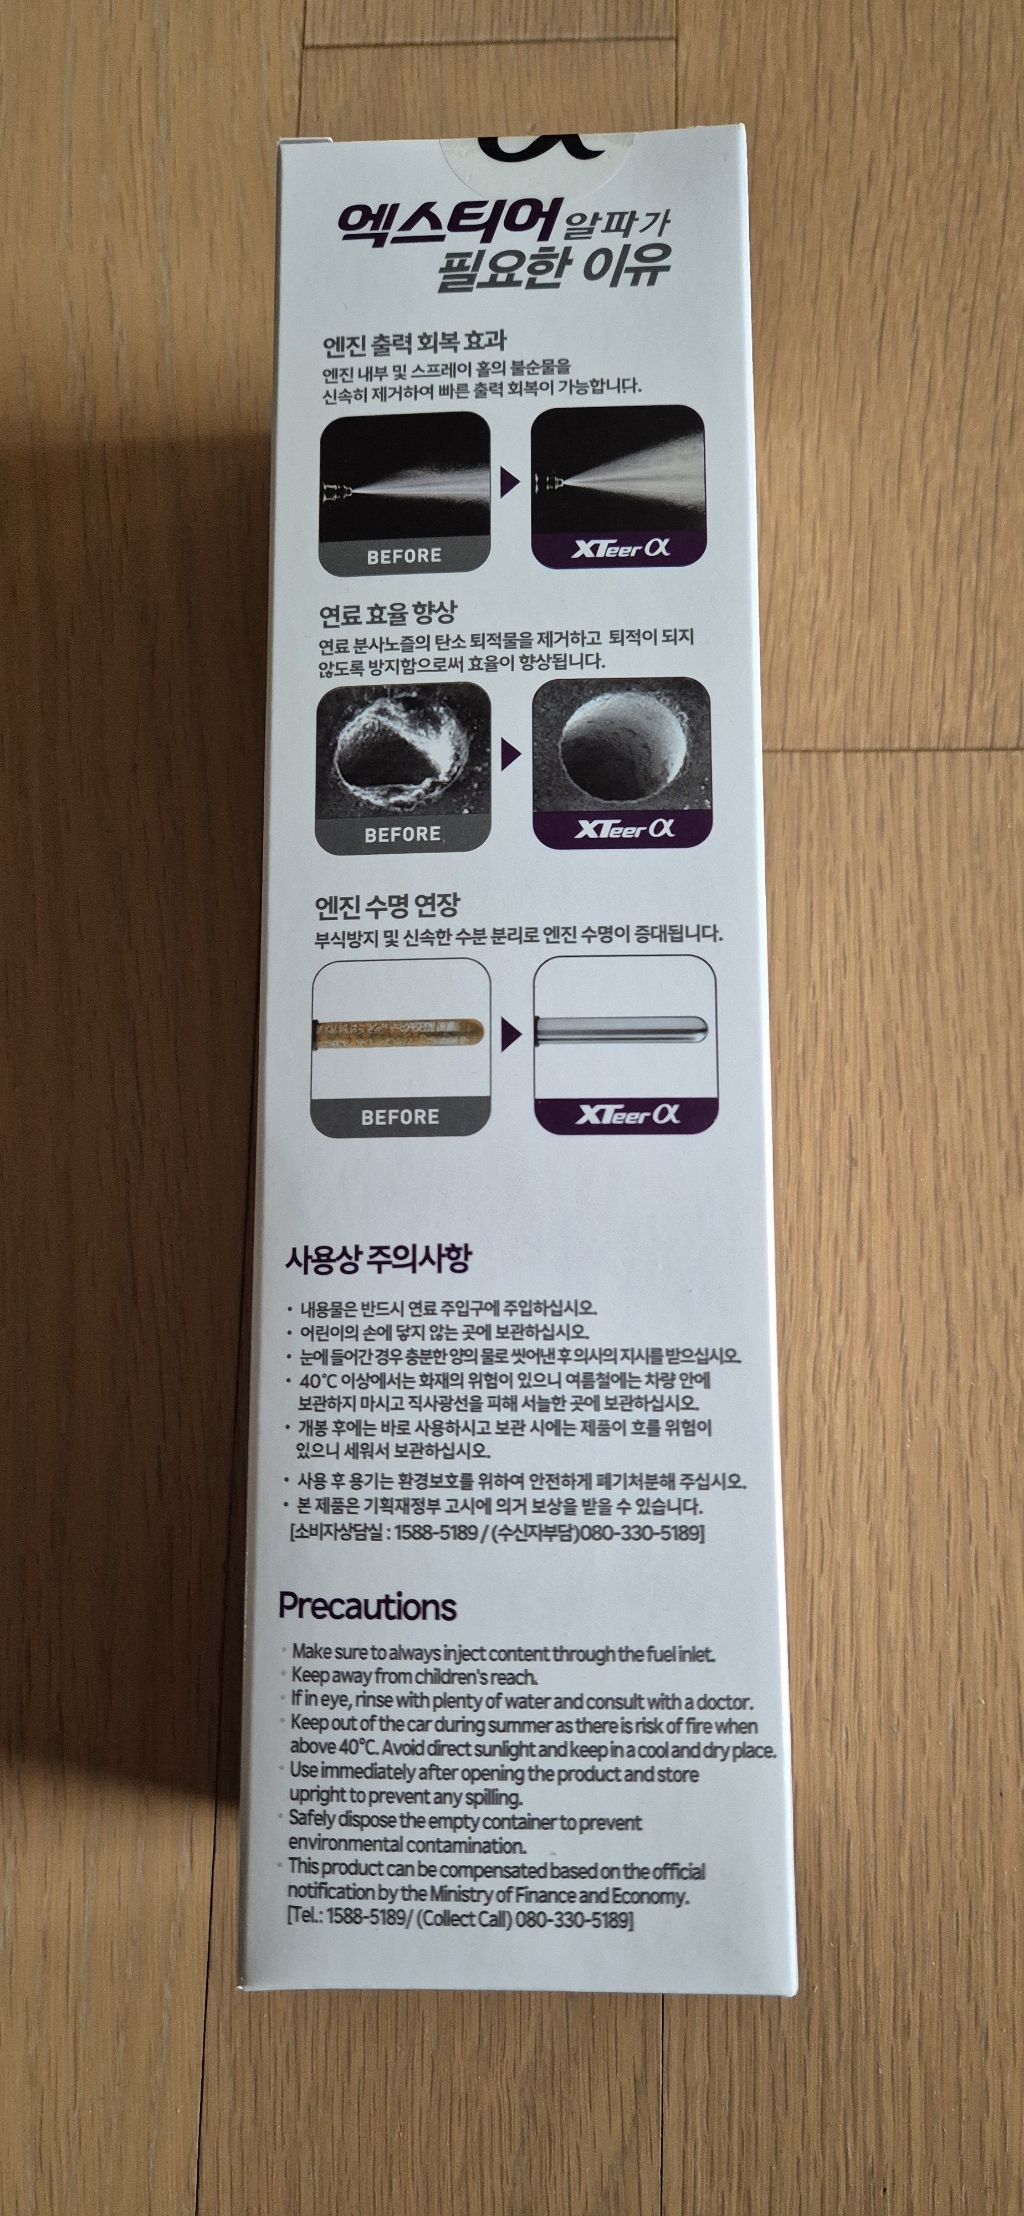 α
엑스티어 알파가
필요한 이유
엔진 출력 회복 효과
엔진 내부 및 스프레이 홀의 불순물을
신속히 제거하여 빠른 출력 회복이 가능합니다.
BEFORE
XTeer α
연료 효율 향상
연료 분사노즐의 탄소 퇴적물을 제거하고 퇴적이 되지
않도록 방지함으로써 효율이 향상됩니다.
BEFORE
XTeer α
엔진 수명 연장
부식방지 및 신속한 수분 분리로 엔진 수명이 증대됩니다.
BEFORE
XTeer α
사용상 주의사항
• 내용물은 반드시 연료 주입구에 주입하십시오.
• 어린이의 손에 닿지 않는 곳에 보관하십시오.
• 눈에 들어간 경우 충분한 양의 물로 씻어낸 후 의사의 지시를 받으십시오.
• 40℃ 이상에서는 화재의 위험이 있으니 여름철에는 차량 안에
보관하지 마시고 직사광선을 피해 서늘한 곳에 보관하십시오.
• 개봉 후에는 바로 사용하시고 보관 시에는 제품이 흐를 위험이
있으니 세워서 보관하십시오.
• 사용 후 용기는 환경보호를 위하여 안전하게 폐기처분해 주십시오.
• 본 제품은 기획재정부 고시에 의거 보상을 받을 수 있습니다.
[소비자상담실 : 1588-5189 / (수신자부담)080-330-5189]
Precautions
• Make sure to always inject content through the fuel inlet.
• Keep away from children's reach.
• If in eye, rinse with plenty of water and consult with a doctor.
• Keep out of the car during summer as there is risk of fire when
above 40℃. Avoid direct sunlight and keep in a cool and dry place.
• Use immediately after opening the product and store
upright to prevent any spilling.
• Safely dispose the empty container to prevent
environmental contamination.
• This product can be compensated based on the official
notification by the Ministry of Finance and Economy.
[Tel.: 1588-5189/ (Collect Call) 080-330-5189]